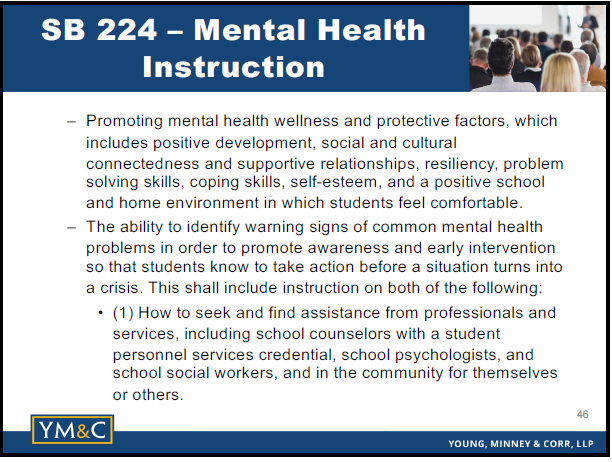 SB 224 – Mental Health
Instruction
– Promoting mental health wellness and protective factors, which
includes positive development, social and cultural
connectedness and supportive relationships, resiliency, problem
solving skills, coping skills, self-esteem, and a positive school
and home environment in which students feel comfortable.
– The ability to identify warning signs of common mental health
problems in order to promote awareness and early intervention
so that students know to take action before a situation turns into
a crisis. This shall include instruction on both of the following:
• (1) How to seek and find assistance from professionals and
services, including school counselors with a student
personnel services credential, school psychologists, and
school social workers, and in the community for themselves
or others.
46
YM&C
YOUNG, MINNEY & CORR, LLP